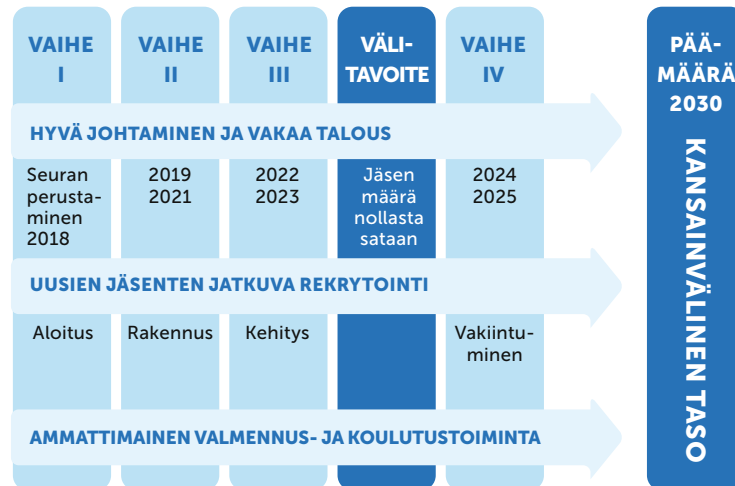 VAIHE
I
VAIHE
II
VAIHE
III
VÄLI-
TAVOITE
VAIHE
IV
PÄÄ-
MÄÄRÄ
2030
KANSAINVÄLINEN TASO
HYVÄ JOHTAMINEN JA VAKAA TALOUS
Seuran
perusta-
minen
2018
2019
2021
2022
2023
Jäsen
määrä
nollasta
sataan
2024
2025
UUSIEN JÄSENTEN JATKUVA REKRYTOINTI
Aloitus
Rakennus
Kehitys
Vakiintu-
minen
AMMATTIMAINEN VALMENNUS- JA KOULUTUSTOIMINTA